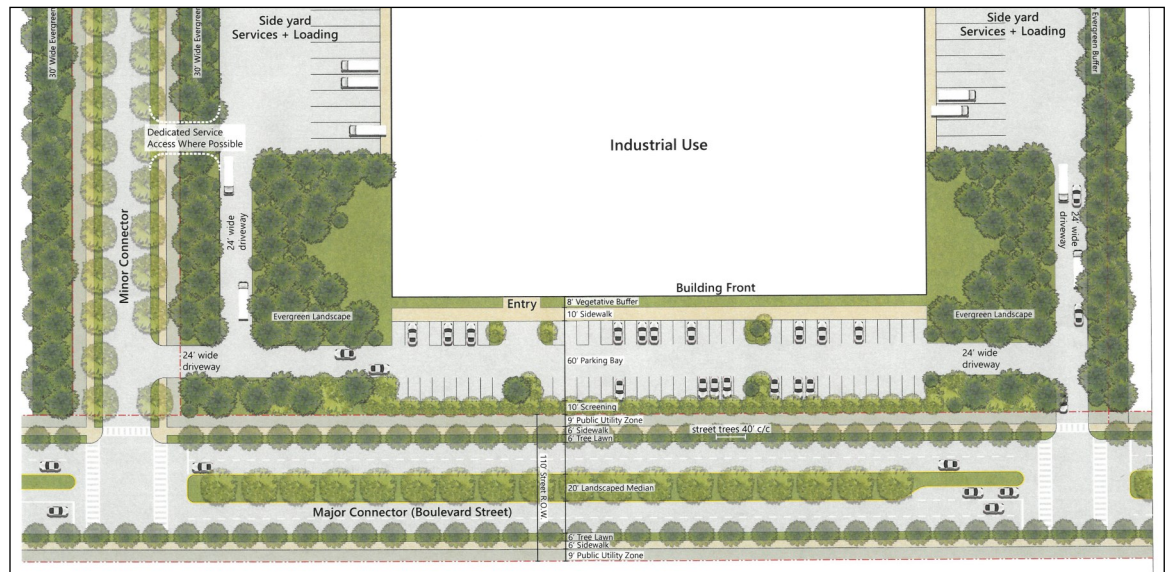 30' Wide Evergreen
30' Wide Evergreen
Side yard
Services + Loading
Side yard
Services + Loading
Evergreen Buffer
Dedicated Service
Access Where Possible
Industrial Use
Minor Connector
24' wide
driveway
24' wide
driveway
Building Front
Entry
8' Vegetative Buffer
10' Sidewalk
Evergreen Landscape
Evergreen Landscape
24' wide
driveway
60' Parking Bay
24' wide
driveway
10' Screening
9' Public Utility Zone
6' Sidewalk
6' Tree Lawn
street trees 40' c/c
110' Street R.O.W.
20' Landscaped Median
Major Connector (Boulevard Street)
6' Tree Lawn
6' Sidewalk
9' Public Utility Zone